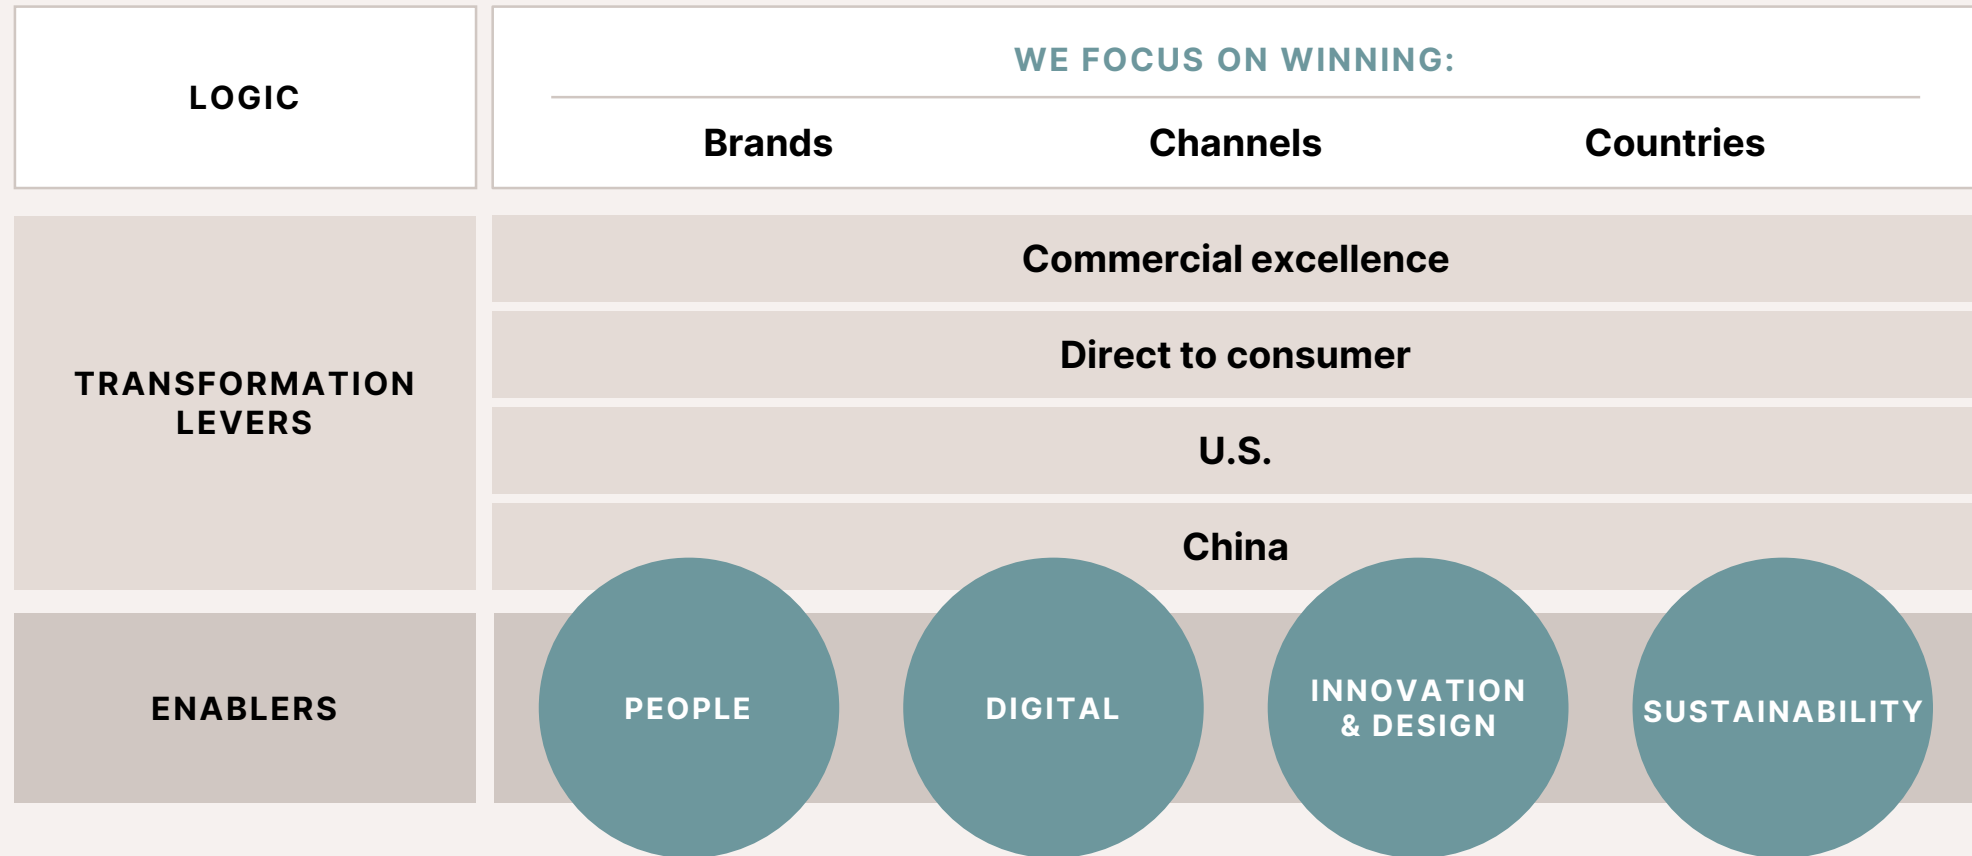 LOGIC
WE FOCUS ON WINNING:
Brands Channels Countries
TRANSFORMATION
LEVERS
Commercial excellence
Direct to consumer
U.S.
China
ENABLERS
PEOPLE
DIGITAL
INNOVATION
& DESIGN
SUSTAINABILITY